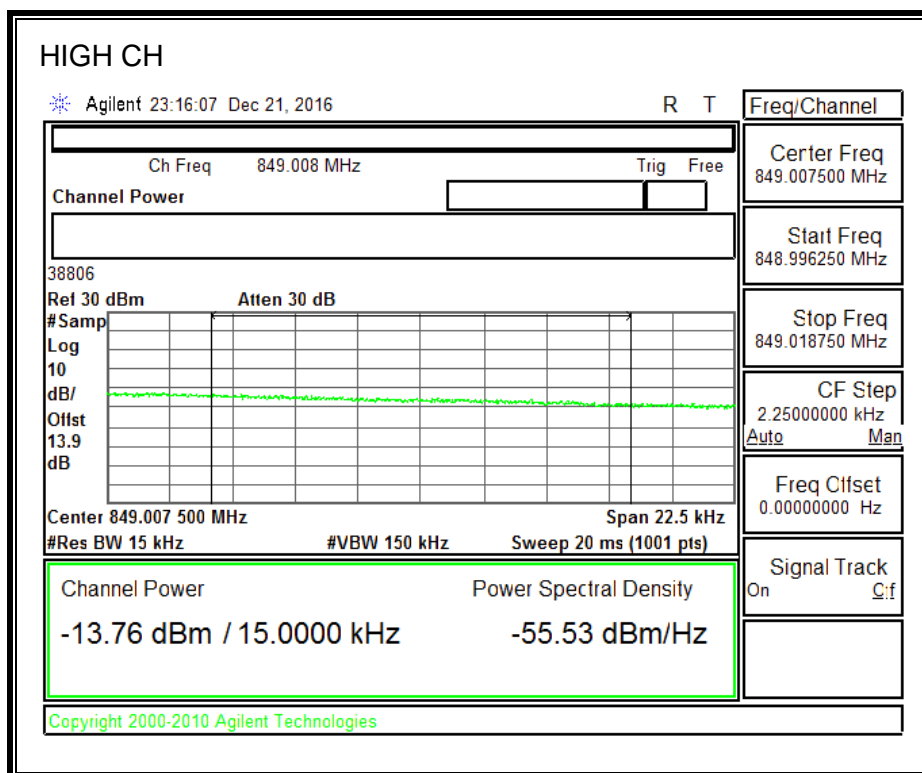 HIGH CH
Agilent 23:16:07 Dec 21, 2016 R T
Freq/Channel
Ch Freq 849.008 MHz Trig Free
Channel Power
38806
Ref 30 dBm Atten 30 dB
#Samp
Log
10
dB/
Offst
13.9
dB
Center 849.007 500 MHz Span 22.5 kHz
#Res BW 15 kHz #VBW 150 kHz Sweep 20 ms (1001 pts)
Channel Power Power Spectral Density
-13.76 dBm / 15.0000 kHz -55.53 dBm/Hz
Copyright 2000-2010 Agilent Technologies
Center Freq
849.007500 MHz
Start Freq
848.996250 MHz
Stop Freq
849.018750 MHz
CF Step
2.25000000 kHz
Auto Man
Freq Offset
0.00000000 Hz
Signal Track
On Off